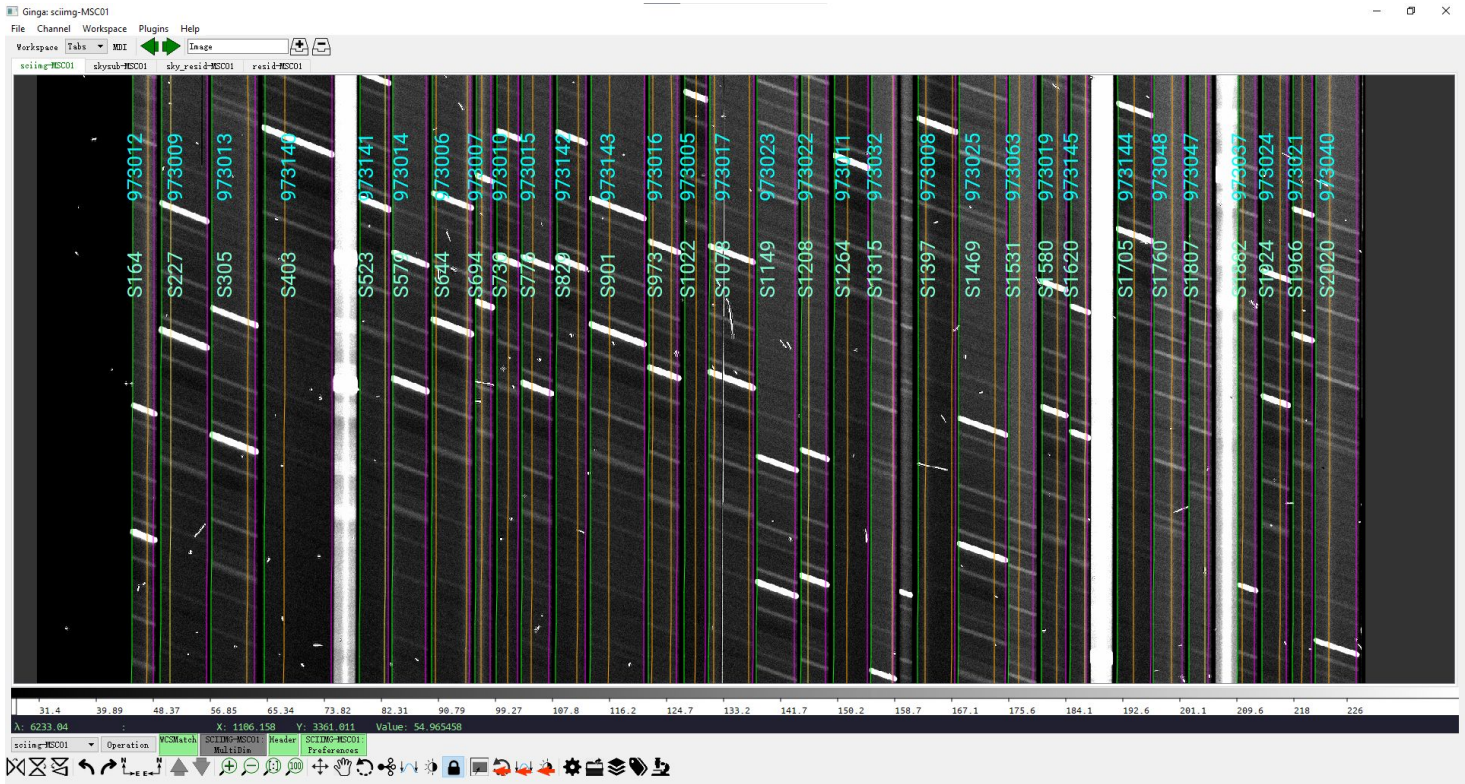 Ginga: sciimg-MSC01
File Channel Workspace Plugins Help
Workspace Tabs MDI Image
sciimg-MSC01 skysub-MSC01 sky_resid-MSC01 resid-MSC01
973012 973009 973013 973140 973141 973014 973006 973007 973010 973015 973142 973143 973016 973005 973017 973023 973022 973011 973032 973008 973025 973063 973019 973145 973144 973048 973047 973037 973024 973021 973040
S164 S227 S305 S403 S523 S579 S644 S694 S730 S776 S829 S901 S973 S1022 S1078 S1149 S1208 S1264 S1315 S1397 S1469 S1531 S1580 S1620 S1705 S1760 S1807 S1882 S1924 S1966 S2020
31.4 39.89 48.37 56.85 65.34 73.82 82.31 90.79 99.27 107.8 116.2 124.7 133.2 141.7 150.2 158.7 167.1 175.6 184.1 192.6 201.1 209.6 218 226
λ: 6233.04 : X: 1106.158 Y: 3361.011 Value: 54.965458
sciimg-MSC01 Operation WCSMatch SCIIMG-MSC01: MultiDim Header SCIIMG-MSC01: Preferences
N E E N 1:1 100